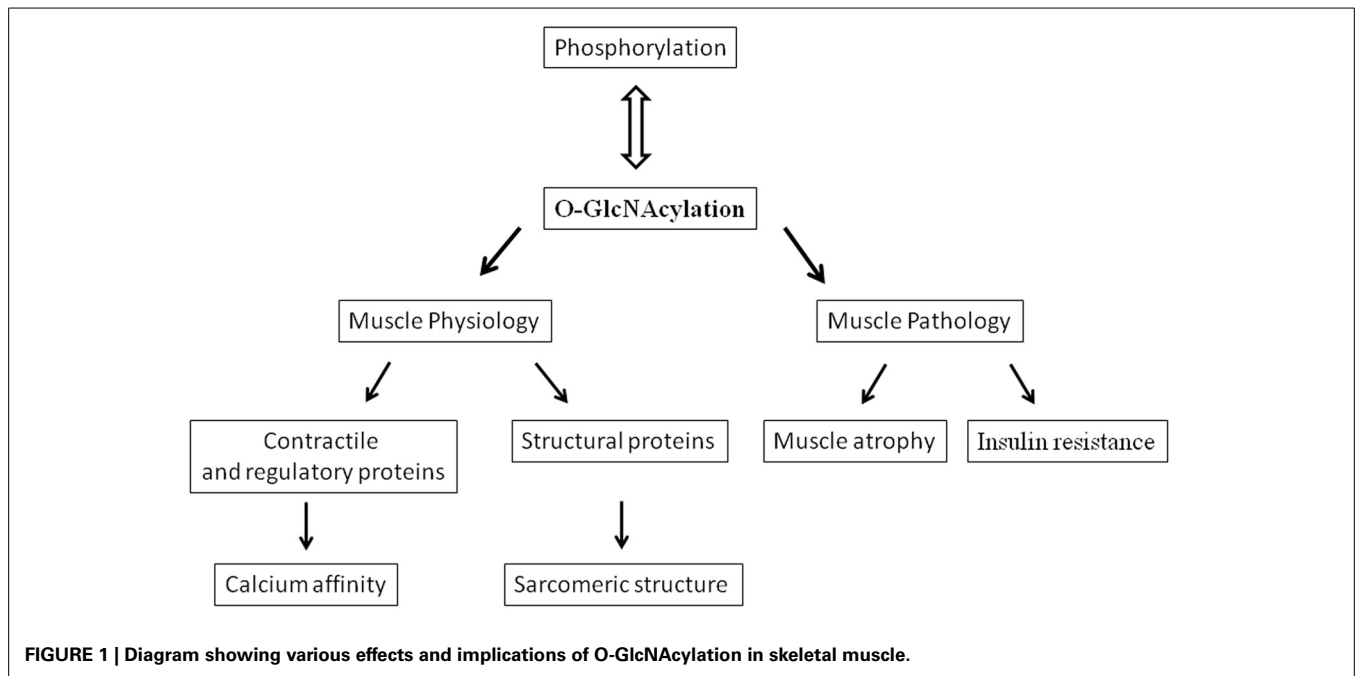 Phosphorylation
O-GlcNAcylation
Muscle Physiology
Muscle Pathology
Contractile
and regulatory proteins
Structural proteins
Muscle atrophy
Insulin resistance
Calcium affinity
Sarcomeric structure
FIGURE 1 | Diagram showing various effects and implications of O-GlcNAcylation in skeletal muscle.